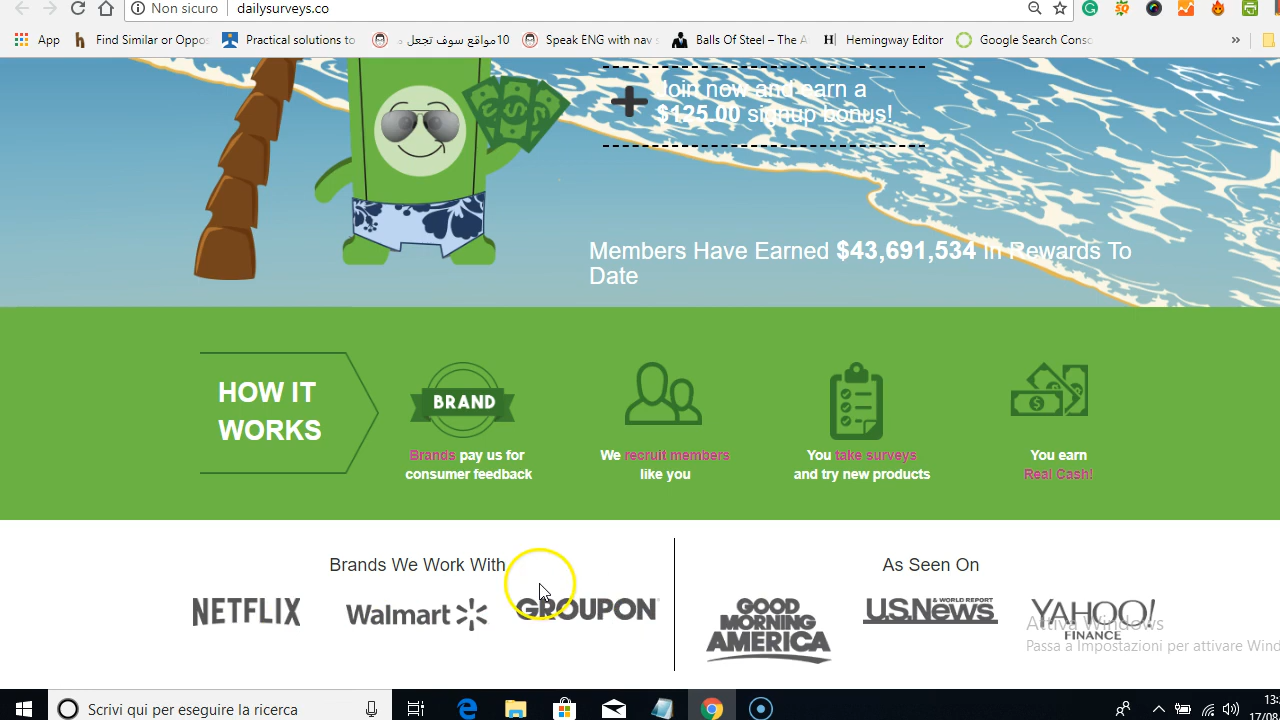 Non sicuro
dailysurveys.co
App
Find Similar or Oppos
Practical solutions to
10مواقع سوف تجعل
Speak ENG with nav s
Balls Of Steel – The A
Hemingway Editor
Google Search Consc
»
Join now and earn a
$125.00 signup bonus!
Members Have Earned $43,691,534 In Rewards To
Date
HOW IT
WORKS
BRAND
Brands pay us for
consumer feedback
We recruit members
like you
You take surveys
and try new products
You earn
Real Cash!
Brands We Work With
As Seen On
NETFLIX
Walmart
GROUPON
GOOD
MORNING
AMERICA
U.S.News
& WORLD REPORT
YAHOO!
FINANCE
Attiva Windows
Passa a Impostazioni per attivare Wind
Scrivi qui per eseguire la ricerca
13:
17/08